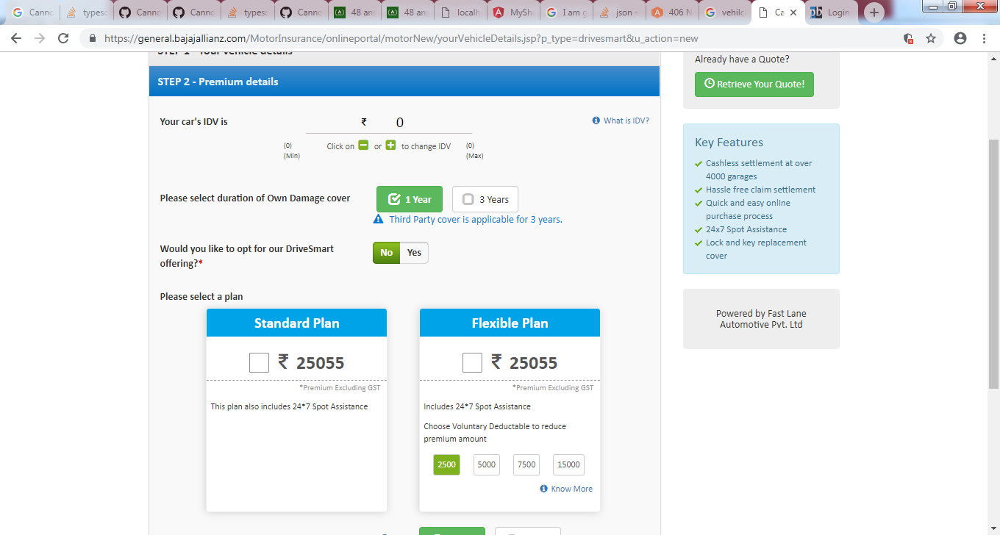 Canno
typesc
Canno
Canno
typesc
Canno
48 ans
48 ans
localh
MySh
I am g
json -
406 N
vehilc
Ca
Login
https://general.bajajallianz.com/MotorInsurance/onlineportal/motorNew/yourVehicleDetails.jsp?p_type=drivesmart&u_action=new
STEP 1 - Your vehicle details
STEP 2 - Premium details
Your car's IDV is
₹ 0
What is IDV?
(0)
(Min)
Click on - or + to change IDV
(0)
(Max)
Please select duration of Own Damage cover
1 Year
3 Years
Third Party cover is applicable for 3 years.
Would you like to opt for our DriveSmart
offering?*
No
Yes
Please select a plan
Standard Plan
₹ 25055
*Premium Excluding GST
This plan also includes 24*7 Spot Assistance
Flexible Plan
₹ 25055
*Premium Excluding GST
Includes 24*7 Spot Assistance
Choose Voluntary Deductable to reduce
premium amount
2500
5000
7500
15000
Know More
Already have a Quote?
Retrieve Your Quote!
Key Features
Cashless settlement at over
4000 garages
Hassle free claim settlement
Quick and easy online
purchase process
24x7 Spot Assistance
Lock and key replacement
cover
Powered by Fast Lane
Automotive Pvt. Ltd